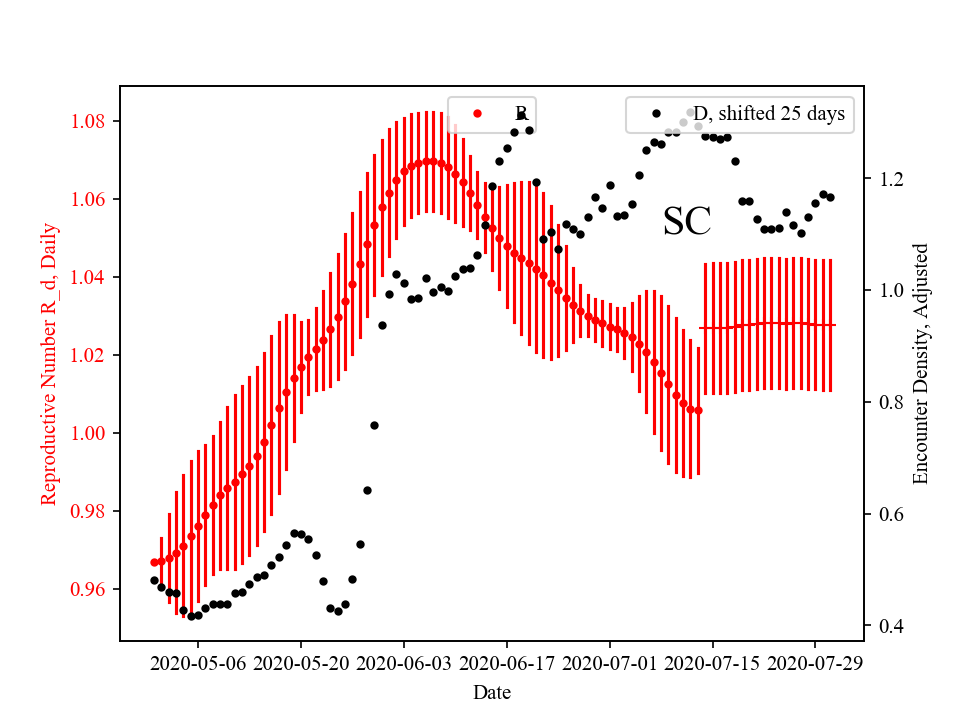 R
D, shifted 25 days
SC
Reproductive Number R_d, Daily
1.08
1.06
1.04
1.02
1.00
0.98
0.96
Encounter Density, Adjusted
1.2
1.0
0.8
0.6
0.4
2020-05-06 2020-05-20 2020-06-03 2020-06-17 2020-07-01 2020-07-15 2020-07-29
Date